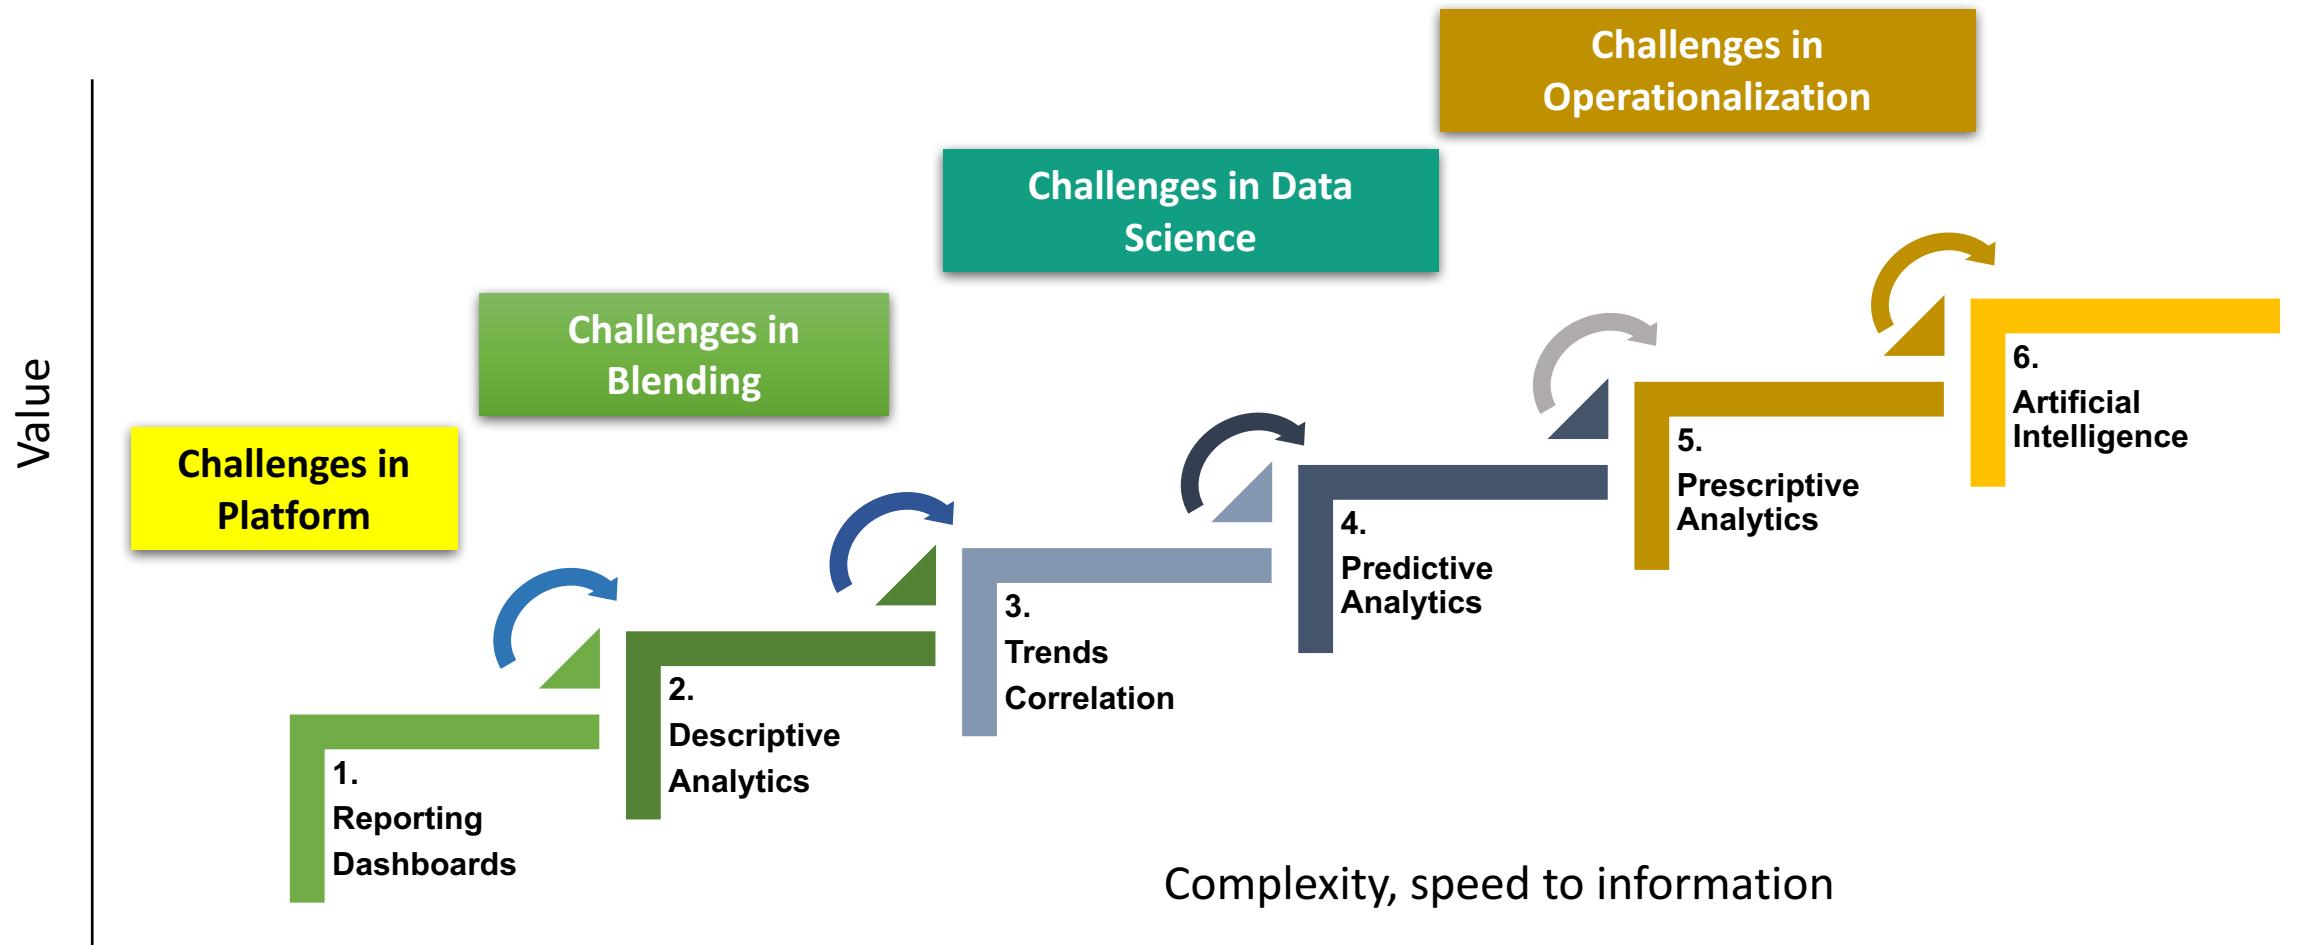 Challenges in
Operationalization
Challenges in Data
Science
Challenges in
Blending
Challenges in
Platform
Value
1.
Reporting
Dashboards
2.
Descriptive
Analytics
3.
Trends
Correlation
4.
Predictive
Analytics
5.
Prescriptive
Analytics
6.
Artificial
Intelligence
Complexity, speed to information